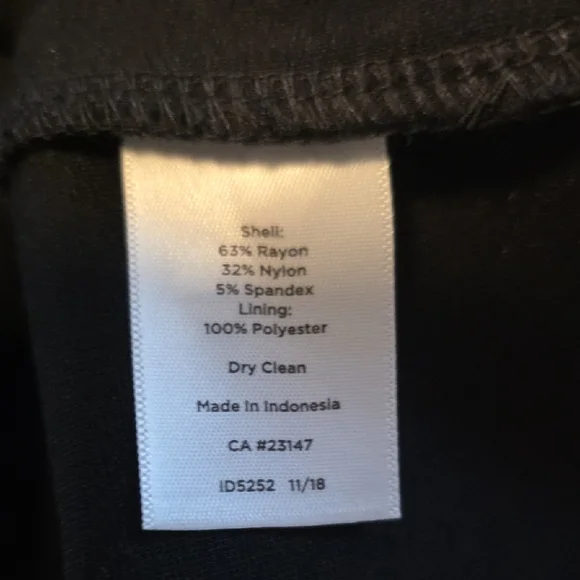 Shell:
63% Rayon
32% Nylon
5% Spandex
Lining:
100% Polyester
Dry Clean
Made In Indonesia
CA #23147
ID5252 11/18